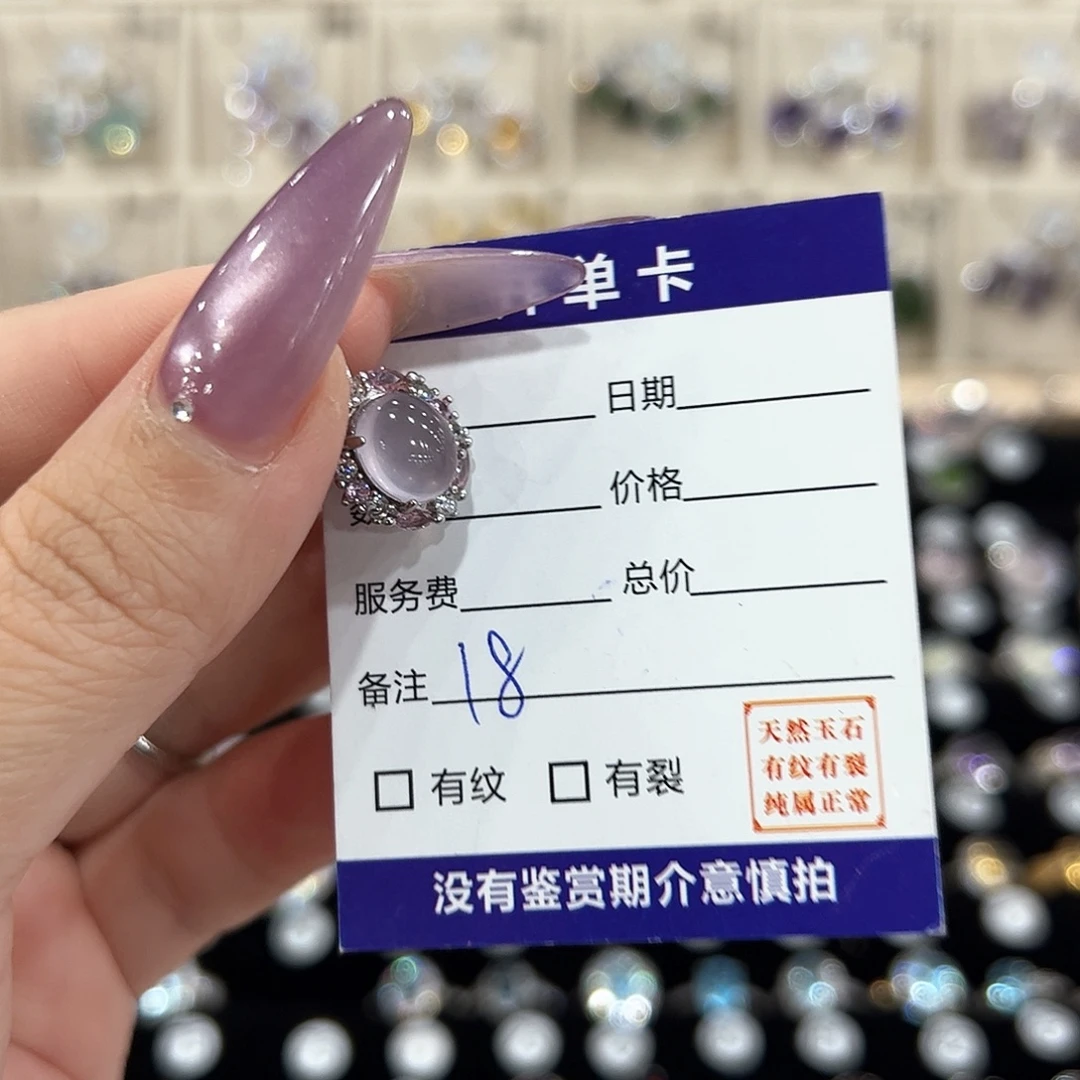 单卡
日期
价格
服务费 总价
备注 18
有纹 有裂
天然玉石
有纹有裂
纯属正常
没有鉴赏期介意慎拍